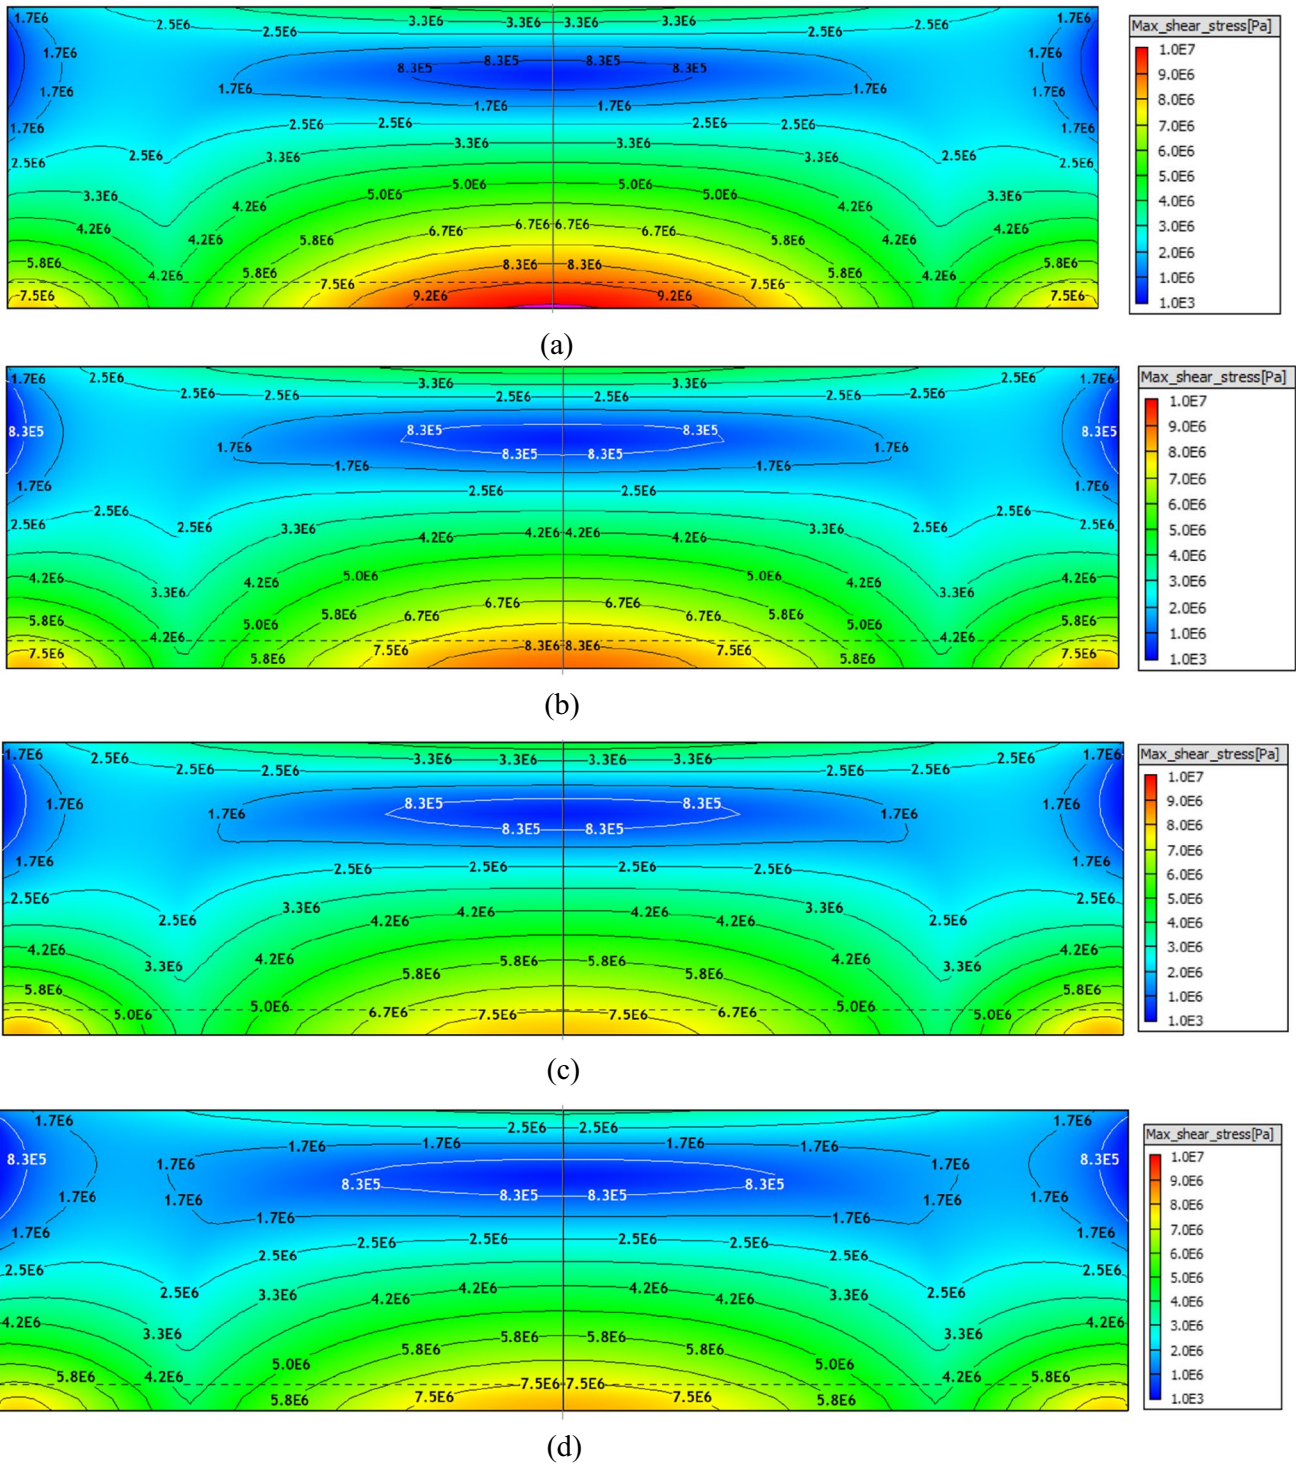 1.7E6 2.5E6 3.3E6 3.3E6 3.3E6 3.3E6 2.5E6 1.7E6
2.5E6 2.5E6
1.7E6 8.3E5 8.3E5 8.3E5 8.3E5 1.7E6
1.7E6 1.7E6 1.7E6 1.7E6
1.7E6 1.7E6
1.7E6 2.5E6 2.5E6 2.5E6 2.5E6 1.7E6
2.5E6 2.5E6 3.3E6 3.3E6 3.3E6 2.5E6 2.5E6
3.3E6 4.2E6 5.0E6 5.0E6 5.0E6 5.0E6 4.2E6 3.3E6
4.2E6 4.2E6 5.8E6 6.7E6 6.7E6 6.7E6 6.7E6 5.8E6 4.2E6 4.2E6
5.8E6 4.2E6 5.8E6 8.3E6 8.3E6 5.8E6 4.2E6 5.8E6
7.5E6 7.5E6 9.2E6 9.2E6 7.5E6 7.5E6
Max_shear_stress[Pa]
1.0E7
9.0E6
8.0E6
7.0E6
6.0E6
5.0E6
4.0E6
3.0E6
2.0E6
1.0E6
1.0E3
(a)
1.7E6 2.5E6 3.3E6 3.3E6 2.5E6 1.7E6
2.5E6 2.5E6 2.5E6 2.5E6 2.5E6 2.5E6
8.3E5 8.3E5 8.3E5 8.3E5
1.7E6 8.3E5 8.3E5 1.7E6
1.7E6 1.7E6 1.7E6 1.7E6
2.5E6 2.5E6 2.5E6 2.5E6 2.5E6 2.5E6
2.5E6 3.3E6 4.2E6 4.2E6 4.2E6 4.2E6 3.3E6 2.5E6
4.2E6 3.3E6 4.2E6 5.0E6 5.0E6 4.2E6 3.3E6 4.2E6
5.8E6 5.0E6 5.8E6 6.7E6 6.7E6 6.7E6 6.7E6 5.8E6 5.0E6 5.8E6
4.2E6 4.2E6
7.5E6 5.8E6 7.5E6 8.3E6 8.3E6 7.5E6 5.8E6 7.5E6
Max_shear_stress[Pa]
1.0E7
9.0E6
8.0E6
7.0E6
6.0E6
5.0E6
4.0E6
3.0E6
2.0E6
1.0E6
1.0E3
(b)
1.7E6 2.5E6 2.5E6 2.5E6 3.3E6 3.3E6 3.3E6 3.3E6 2.5E6 2.5E6 1.7E6
1.7E6 1.7E6 8.3E5 8.3E5 1.7E6 1.7E6
8.3E5 8.3E5
1.7E6 2.5E6 2.5E6 2.5E6 2.5E6 1.7E6
2.5E6 2.5E6 3.3E6 4.2E6 4.2E6 3.3E6 2.5E6 2.5E6
4.2E6 3.3E6 4.2E6 5.8E6 5.8E6 4.2E6 3.3E6 4.2E6
5.8E6 5.8E6 5.8E6 5.8E6
5.0E6 5.0E6 6.7E6 7.5E6 7.5E6 6.7E6 5.0E6 5.0E6
Max_shear_stress[Pa]
1.0E7
9.0E6
8.0E6
7.0E6
6.0E6
5.0E6
4.0E6
3.0E6
2.0E6
1.0E6
1.0E3
(c)
1.7E6 2.5E6 2.5E6 1.7E6
8.3E5 1.7E6 1.7E6 1.7E6 1.7E6 1.7E6 1.7E6 8.3E5
1.7E6 1.7E6 8.3E5 8.3E5 8.3E5 8.3E5 1.7E6
1.7E6 1.7E6 1.7E6 1.7E6
2.5E6 2.5E6 2.5E6 2.5E6 2.5E6 2.5E6 2.5E6 2.5E6
2.5E6 3.3E6 4.2E6 4.2E6 4.2E6 4.2E6 3.3E6 2.5E6
4.2E6 3.3E6 5.8E6 5.8E6 5.8E6 5.8E6 3.3E6 4.2E6
5.8E6 4.2E6 5.0E6 7.5E6 7.5E6 5.0E6 4.2E6 5.8E6
5.8E6 7.5E6 7.5E6 5.8E6
Max_shear_stress[Pa]
1.0E7
9.0E6
8.0E6
7.0E6
6.0E6
5.0E6
4.0E6
3.0E6
2.0E6
1.0E6
1.0E3
(d)